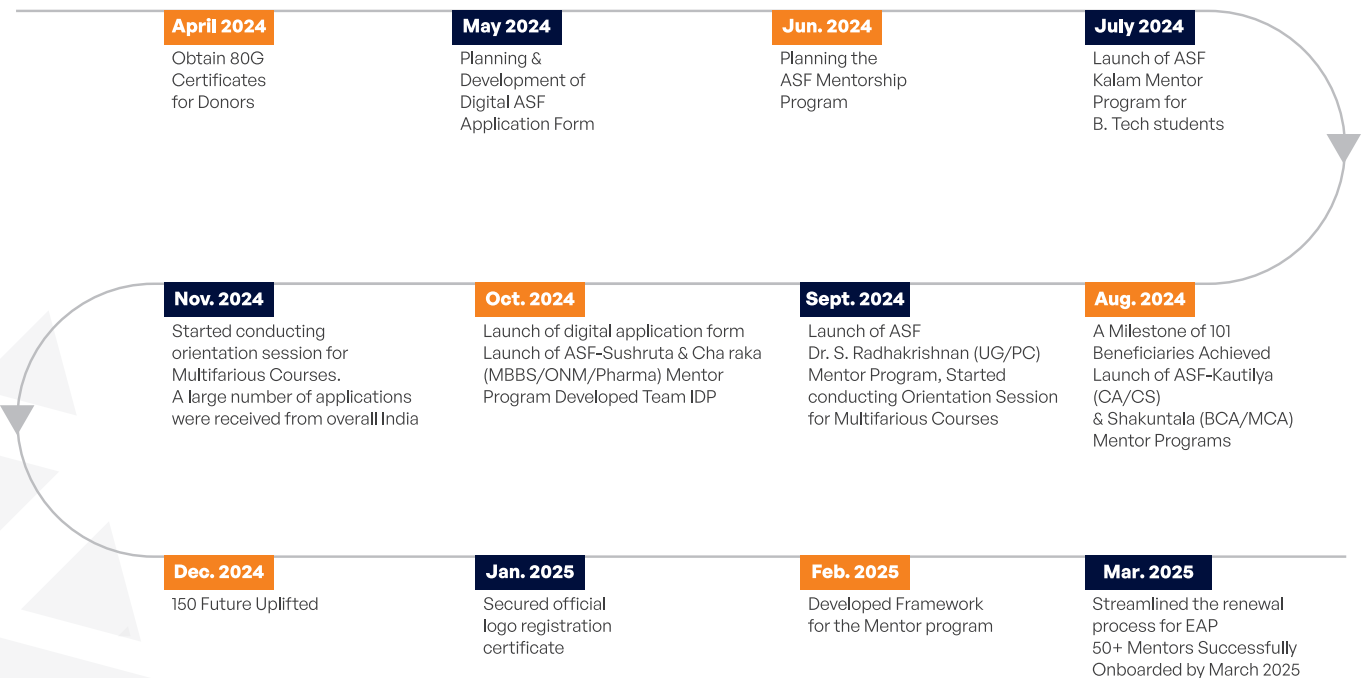 April 2024
Obtain 80G
Certificates
for Donors
May 2024
Planning &
Development of
Digital ASF
Application Form
Jun. 2024
Planning the
ASF Mentorship
Program
July 2024
Launch of ASF
Kalam Mentor
Program for
B. Tech students
Aug. 2024
A Milestone of 101
Beneficiaries Achieved
Launch of ASF-Kautilya
(CA/CS)
& Shakuntala (BCA/MCA)
Mentor Programs
Sept. 2024
Launch of ASF
Dr. S. Radhakrishnan (UG/PC)
Mentor Program, Started
conducting Orientation Session
for Multifarious Courses
Oct. 2024
Launch of digital application form
Launch of ASF-Sushruta & Cha raka
(MBBS/ONM/Pharma) Mentor
Program Developed Team IDP
Nov. 2024
Started conducting
orientation session for
Multifarious Courses.
A large number of applications
were received from overall India
Dec. 2024
150 Future Uplifted
Jan. 2025
Secured official
logo registration
certificate
Feb. 2025
Developed Framework
for the Mentor program
Mar. 2025
Streamlined the renewal
process for EAP
50+ Mentors Successfully
Onboarded by March 2025